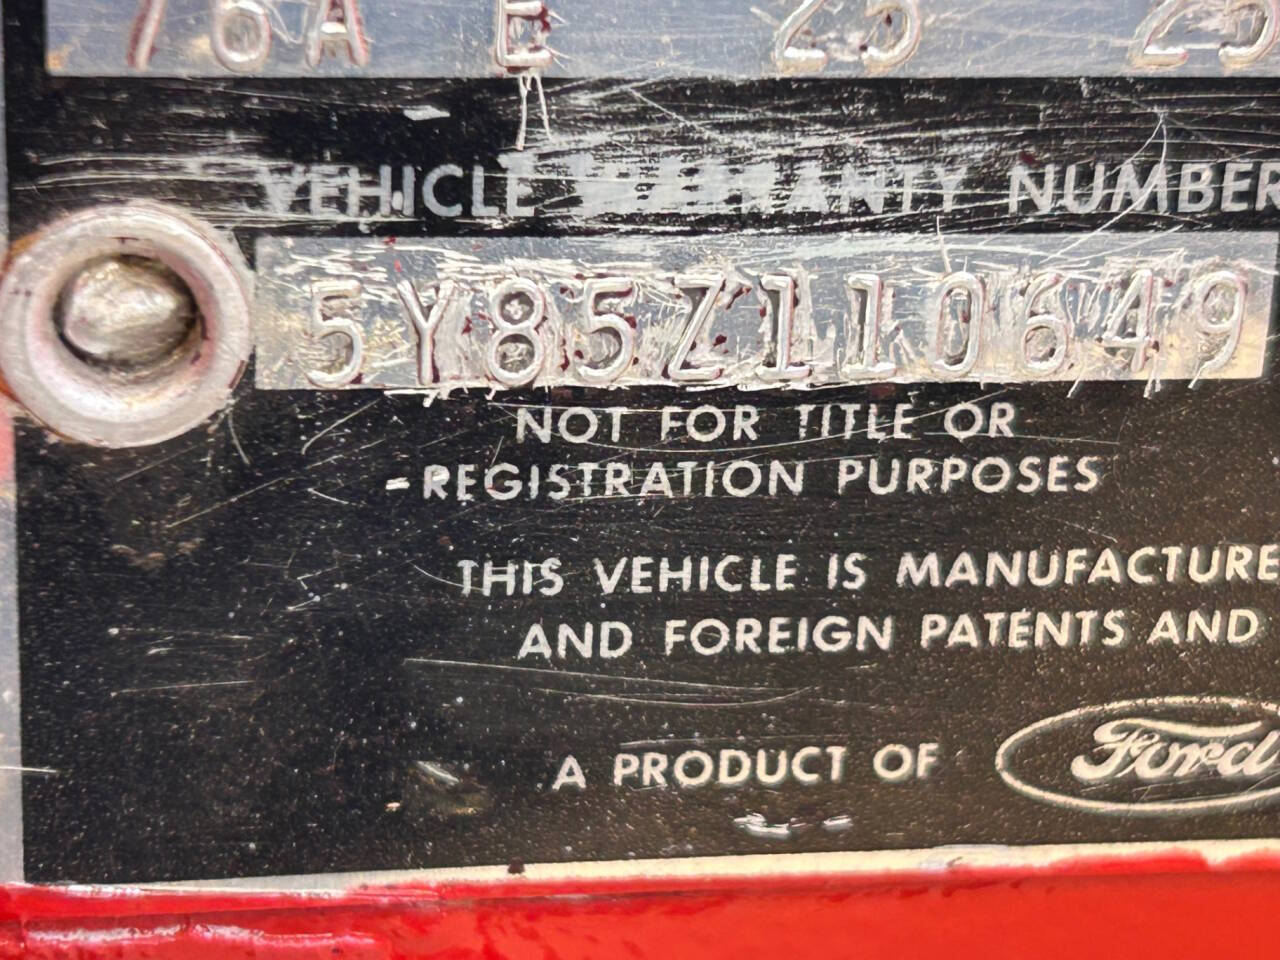 76A E 25 25
VEHICLE WARRANTY NUMBER
5Y85Z110649
NOT FOR TITLE OR
REGISTRATION PURPOSES
THIS VEHICLE IS MANUFACTURE
AND FOREIGN PATENTS AND
A PRODUCT OF Ford